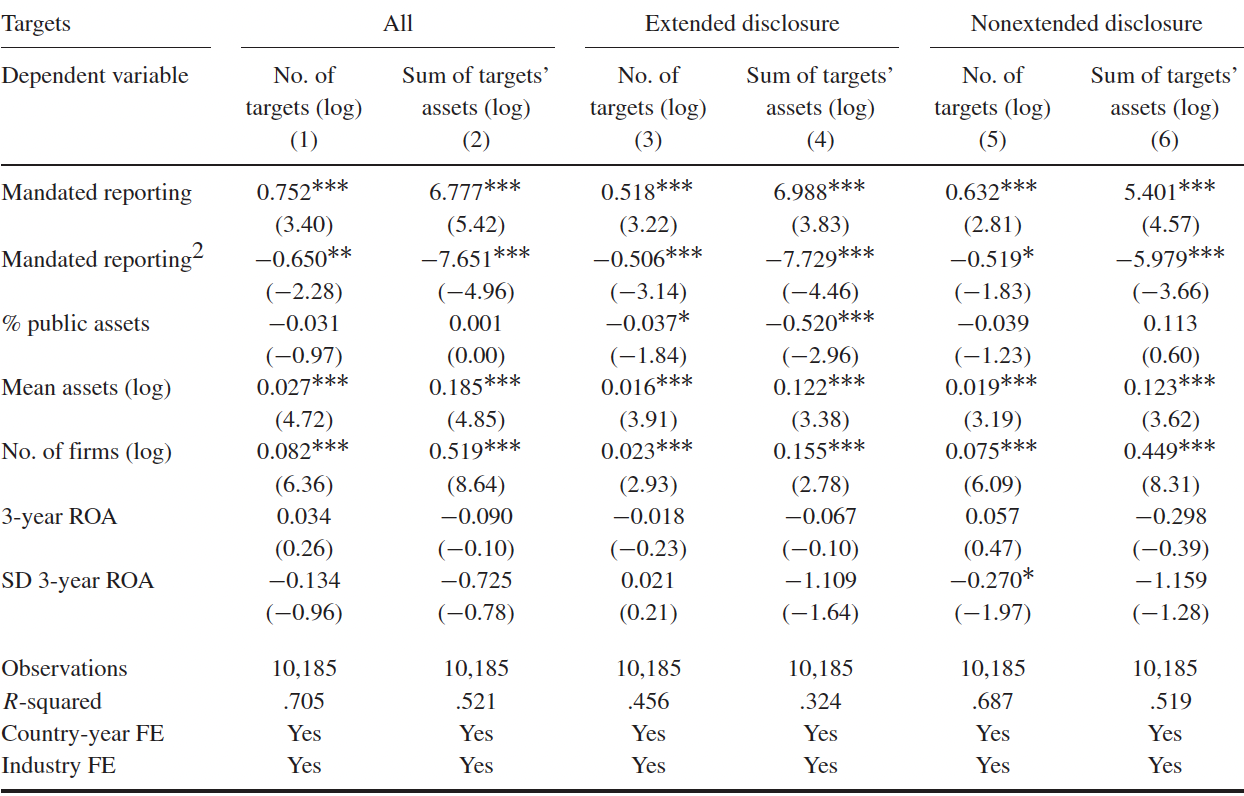 Targets All Extended disclosure Nonextended disclosure
Dependent variable No. of Sum of targets’ No. of Sum of targets’ No. of Sum of targets’
targets (log) assets (log) targets (log) assets (log) targets (log) assets (log)
(1) (2) (3) (4) (5) (6)
Mandated reporting 0.752*** 6.777*** 0.518*** 6.988*** 0.632*** 5.401***
(3.40) (5.42) (3.22) (3.83) (2.81) (4.57)
Mandated reporting² −0.650** −7.651*** −0.506*** −7.729*** −0.519* −5.979***
(−2.28) (−4.96) (−3.14) (−4.46) (−1.83) (−3.66)
% public assets −0.031 0.001 −0.037* −0.520*** −0.039 0.113
(−0.97) (0.00) (−1.84) (−2.96) (−1.23) (0.60)
Mean assets (log) 0.027*** 0.185*** 0.016*** 0.122*** 0.019*** 0.123***
(4.72) (4.85) (3.91) (3.38) (3.19) (3.62)
No. of firms (log) 0.082*** 0.519*** 0.023*** 0.155*** 0.075*** 0.449***
(6.36) (8.64) (2.93) (2.78) (6.09) (8.31)
3-year ROA 0.034 −0.090 −0.018 −0.067 0.057 −0.298
(0.26) (−0.10) (−0.23) (−0.10) (0.47) (−0.39)
SD 3-year ROA −0.134 −0.725 0.021 −1.109 −0.270* −1.159
(−0.96) (−0.78) (0.21) (−1.64) (−1.97) (−1.28)
Observations 10,185 10,185 10,185 10,185 10,185 10,185
R-squared .705 .521 .456 .324 .687 .519
Country-year FE Yes Yes Yes Yes Yes Yes
Industry FE Yes Yes Yes Yes Yes Yes